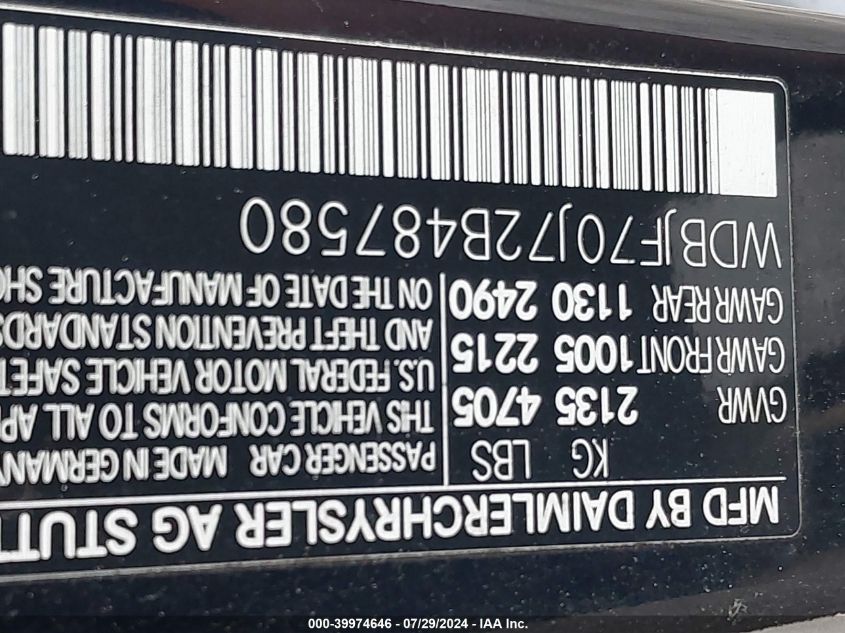 MFD BY DAIMLERCHRYSLER AG STUTT
KG LBS
GVWR 2135 4705
GAWR FRONT 1005 2215
GAWR REAR 1130 2490
PASSENGER CAR MADE IN GERMANY
THIS VEHICLE CONFORMS TO ALL AP
U.S. FEDERAL MOTOR VEHICLE SAFET
AND THEFT PREVENTION STANDARDS
ON THE DATE OF MANUFACTURE SHO
WDBJF70J72B487580
000-39974646 / 07/29/2024 - IAA Inc.